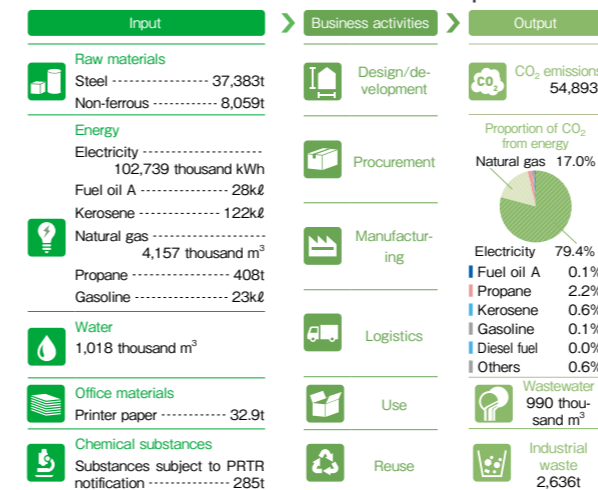 Input
Business activities
Output
Raw materials
Steel ---------------- 37,383t
Non-ferrous ---------- 8,059t
Energy
Electricity --------------------
102,739 thousand kWh
Fuel oil A --------------- 28kℓ
Kerosene ------------- 122kℓ
Natural gas -------------------
4,157 thousand m³
Propane --------------- 408t
Gasoline --------------- 23kℓ
Water
1,018 thousand m³
Office materials
Printer paper ----------- 32.9t
Chemical substances
Substances subject to PRTR
notification ------------- 285t
Design/de-
velopment
Procurement
Manufactur-
ing
Logistics
Use
Reuse
CO₂
CO₂ emissions
54,893
Proportion of CO₂
from energy
Natural gas 17.0%
Electricity 79.4%
Fuel oil A 0.1%
Propane 2.2%
Kerosene 0.6%
Gasoline 0.1%
Diesel fuel 0.0%
Others 0.6%
Wastewater
990 thou-
sand m³
Industrial
waste
2,636t